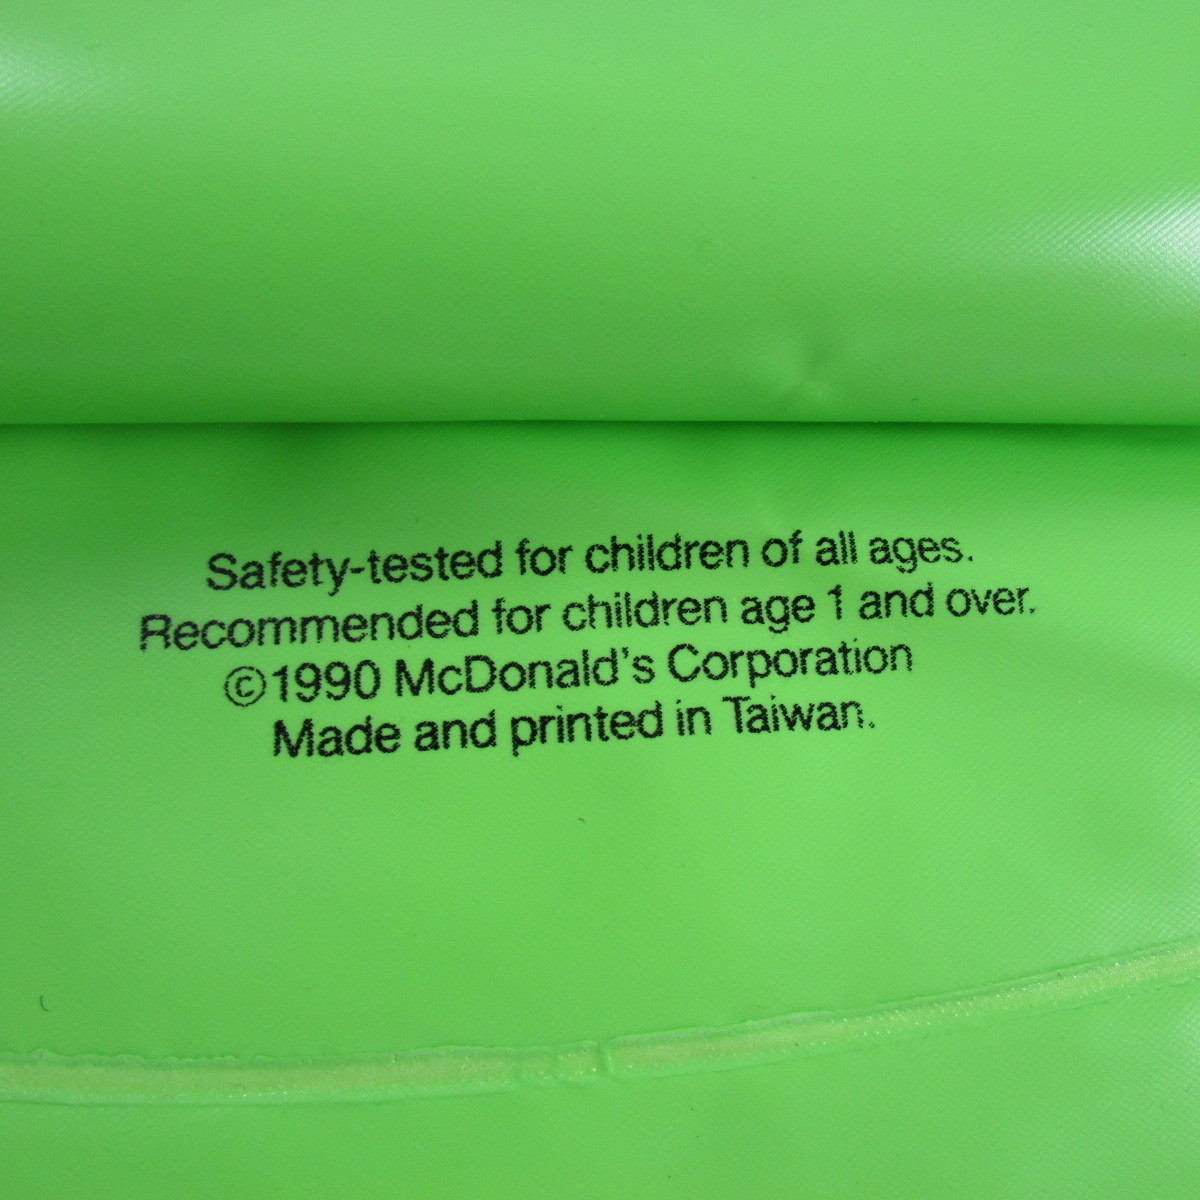 Safety-tested for children of all ages.
Recommended for children age 1 and over.
©1990 McDonald's Corporation
Made and printed in Taiwan.